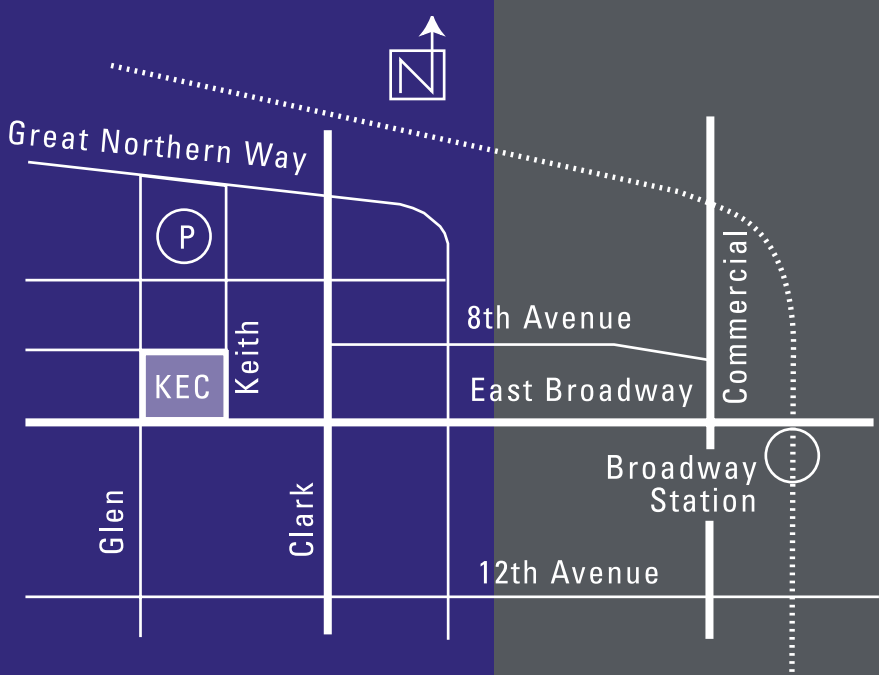 N
Great Northern Way
P
Commercial
8th Avenue
Keith
KEC
East Broadway
Broadway
Station
Glen
Clark
12th Avenue